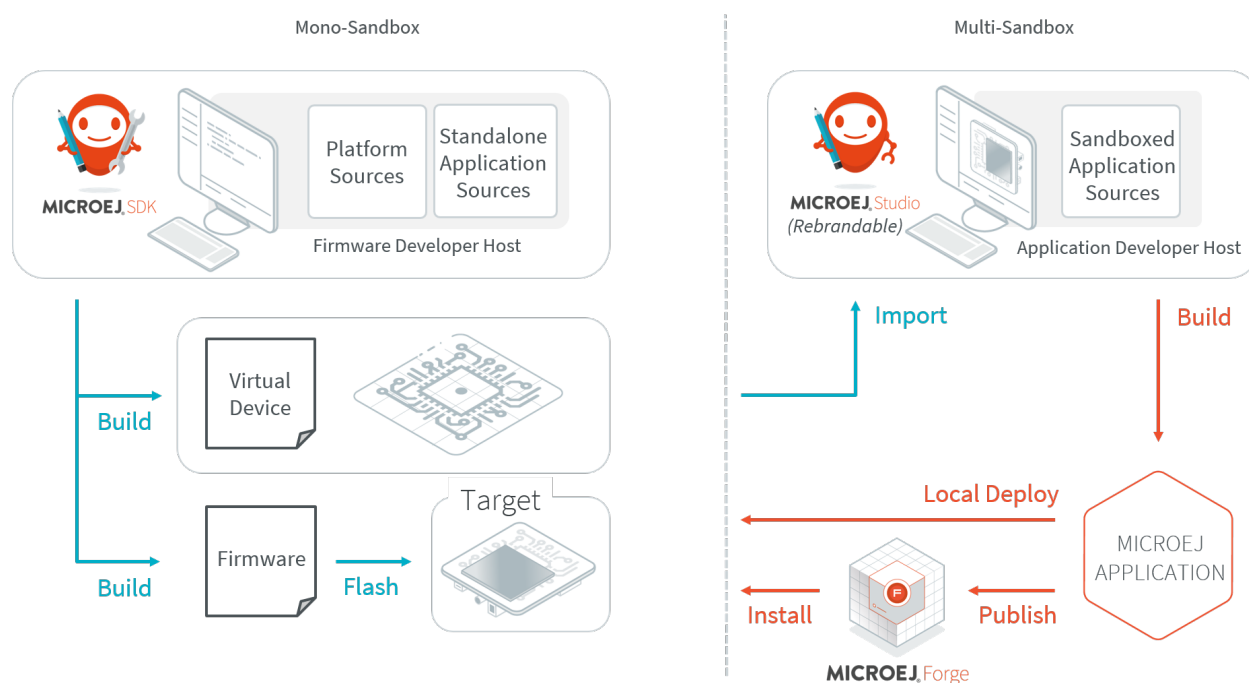 Mono-Sandbox
MICROEJ® SDK
Platform
Sources
Standalone
Application
Sources
Firmware Developer Host
Build
Virtual
Device
Build
Firmware
Flash
Target
Multi-Sandbox
MICROEJ® Studio
(Rebrandable)
Sandboxed
Application
Sources
Application Developer Host
Import
Build
Local Deploy
MICROEJ
APPLICATION
Install
F
Publish
MICROEJ® Forge